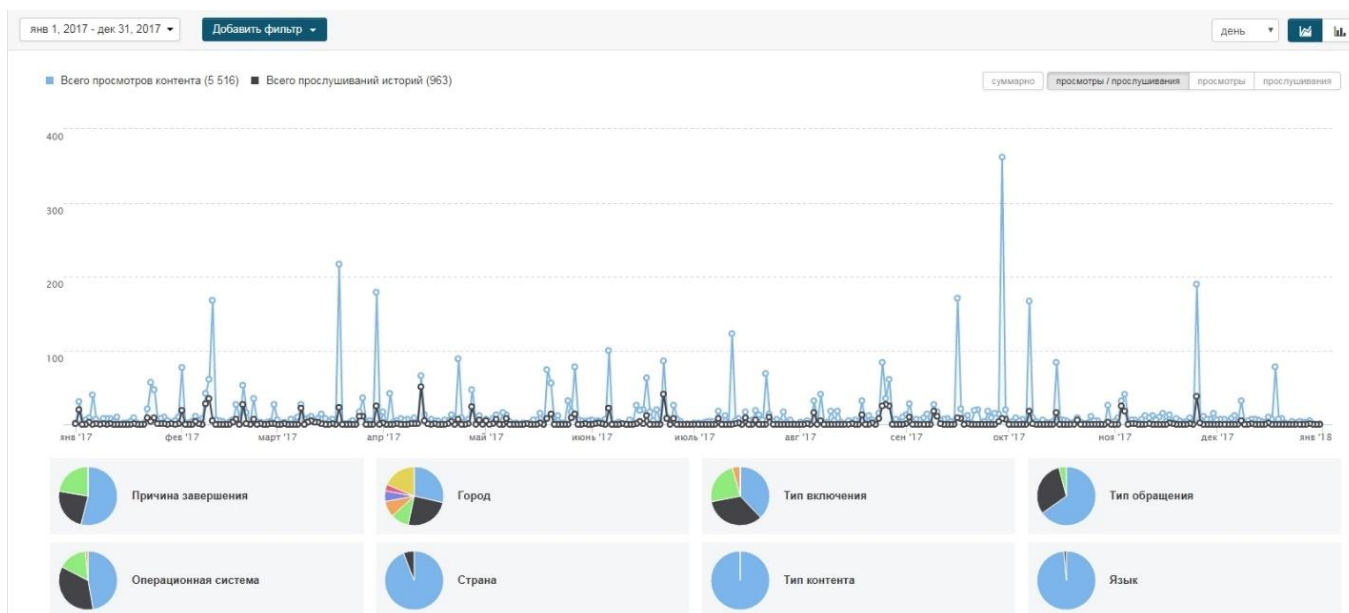 янв 1, 2017 - дек 31, 2017 Добавить фильтр день
Всего просмотров контента (5 516) Всего прослушиваний историй (963) суммарно просмотры / прослушивания просмотры прослушивания
400
300
200
100
янв '17 фев '17 март '17 апр '17 май '17 июнь '17 июль '17 авг '17 сен '17 окт '17 ноя '17 дек '17 янв '18
Причина завершения Город Тип включения Тип обращения
Операционная система Страна Тип контента Язык